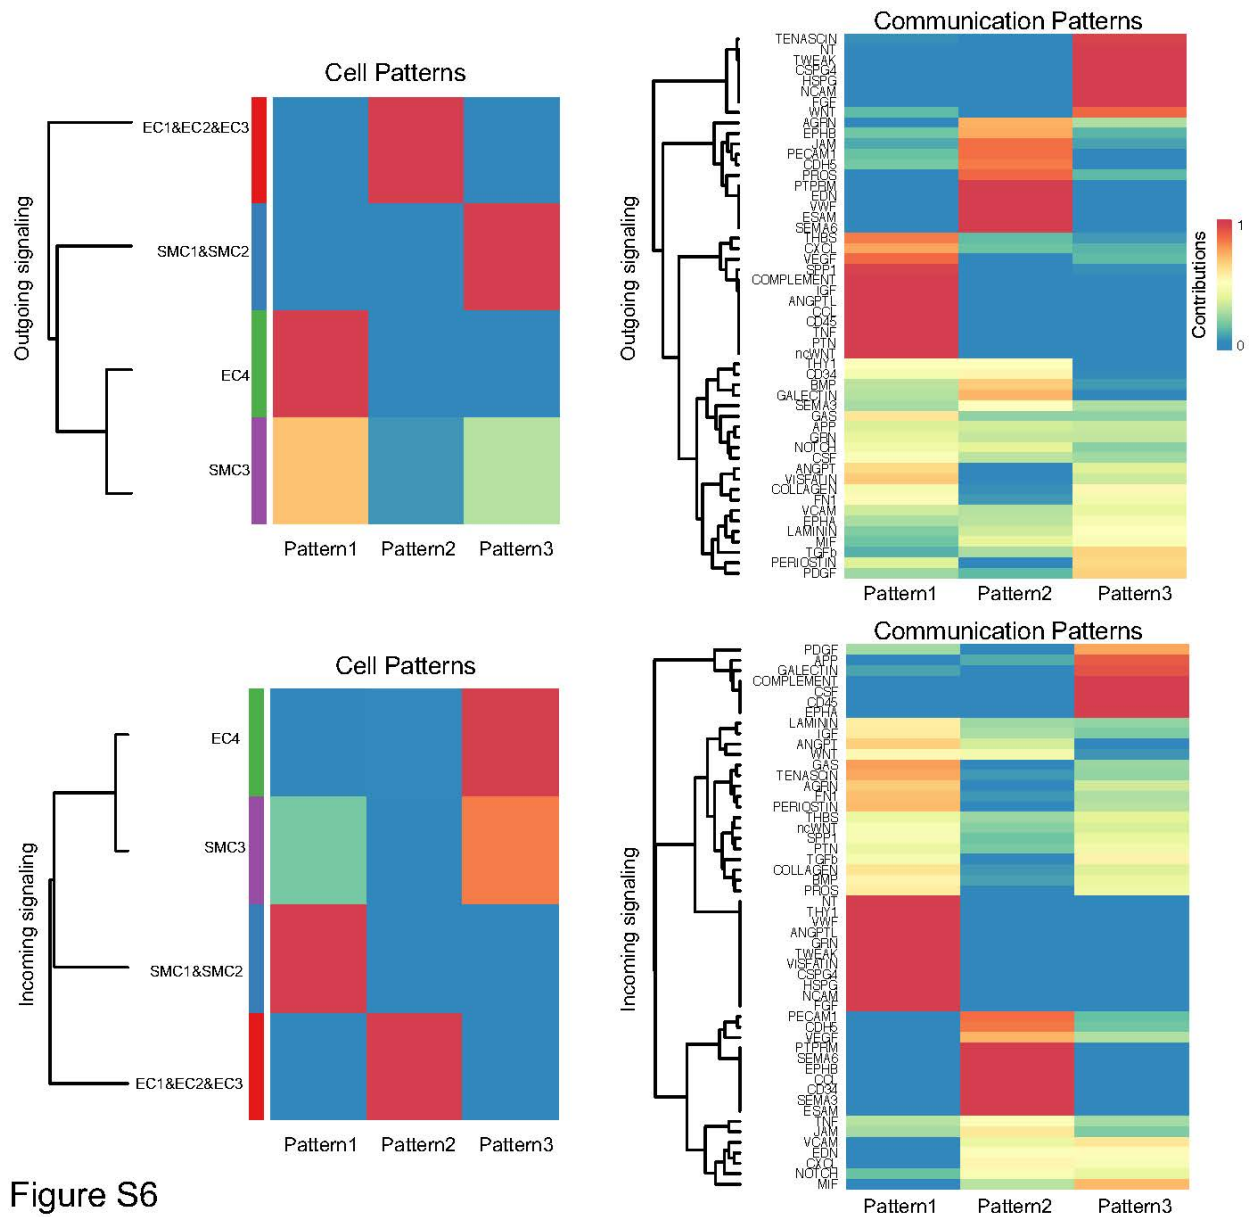 Cell Patterns
Outgoing signaling
EC1&EC2&EC3
SMC1&SMC2
EC4
SMC3
Pattern1
Pattern2
Pattern3
Communication Patterns
Outgoing signaling
TENASCIN
NT
TWEAK
CSPG4
HSPG
NCAM
FGF
WNT
AGRN
EPHB
JAM
PECAM1
CDH5
PROS
PTPRM
EDN
VWF
ESAM
SEMA6
THBS
CXCL
VEGF
SPP1
COMPLEMENT
IGF
ANGPTL
CCL
CD45
TNF
PTN
ncWNT
THY1
CD34
BMP
GALECTIN
SEMA3
GAS
APP
GRN
NOTCH
CSF
ANGPT
VISFATIN
COLLAGEN
FN1
VCAM
EPHA
LAMININ
MIF
TGFb
PERIOSTIN
PDGF
Pattern1
Pattern2
Pattern3
Contributions
1
0
Cell Patterns
Incoming signaling
EC4
SMC3
SMC1&SMC2
EC1&EC2&EC3
Pattern1
Pattern2
Pattern3
Communication Patterns
Incoming signaling
PDGF
APP
GALECTIN
COMPLEMENT
CSF
CD45
EPHA
LAMININ
IGF
ANGPT
WNT
GAS
TENASCIN
AGRN
FN1
PERIOSTIN
THBS
ncWNT
SPP1
PTN
TGFb
COLLAGEN
BMP
PROS
NT
THY1
VWF
ANGPTL
GRN
TWEAK
VISFATIN
CSPG4
HSPG
NCAM
FGF
PECAM1
CDH5
VEGF
PTPRM
SEMA6
EPHB
CCL
CD34
SEMA3
ESAM
TNF
JAM
VCAM
EDN
CXCL
NOTCH
MIF
Pattern1
Pattern2
Pattern3
Figure S6